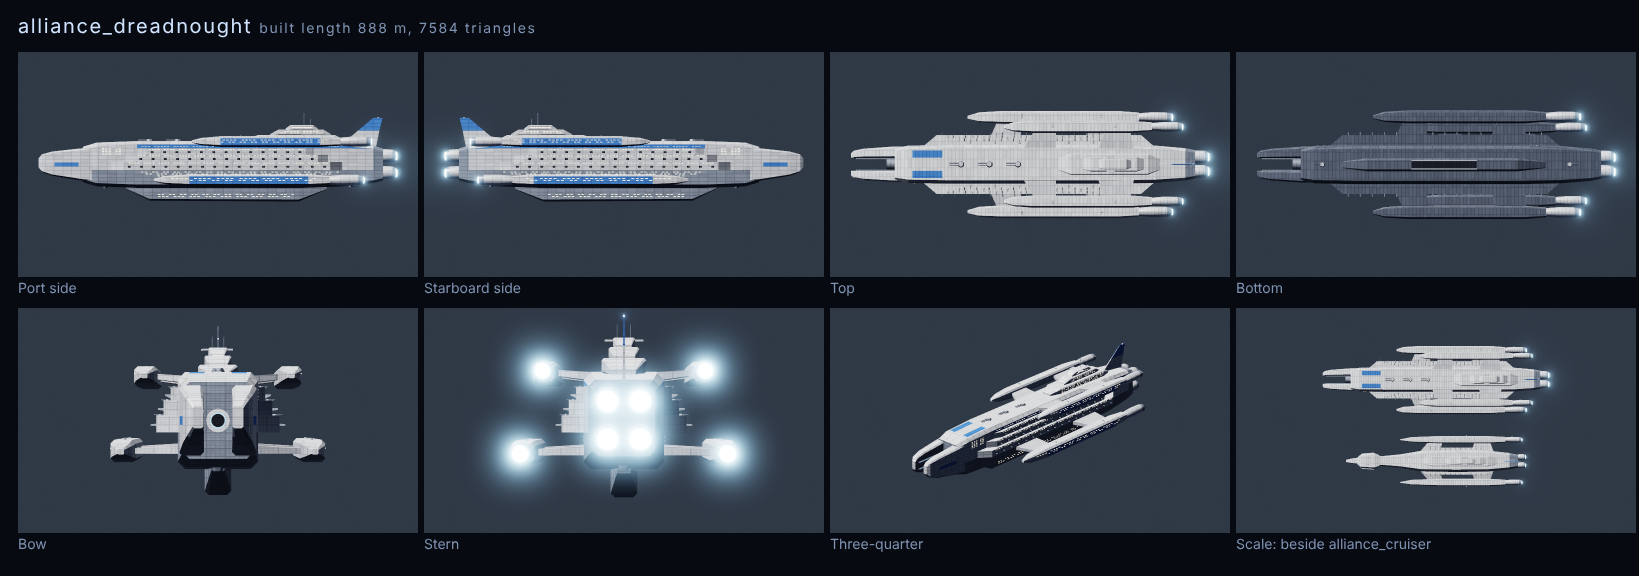 alliance_dreadnought built length 888 m, 7584 triangles
Port side
Starboard side
Top
Bottom
Bow
Stern
Three-quarter
Scale: beside alliance_cruiser